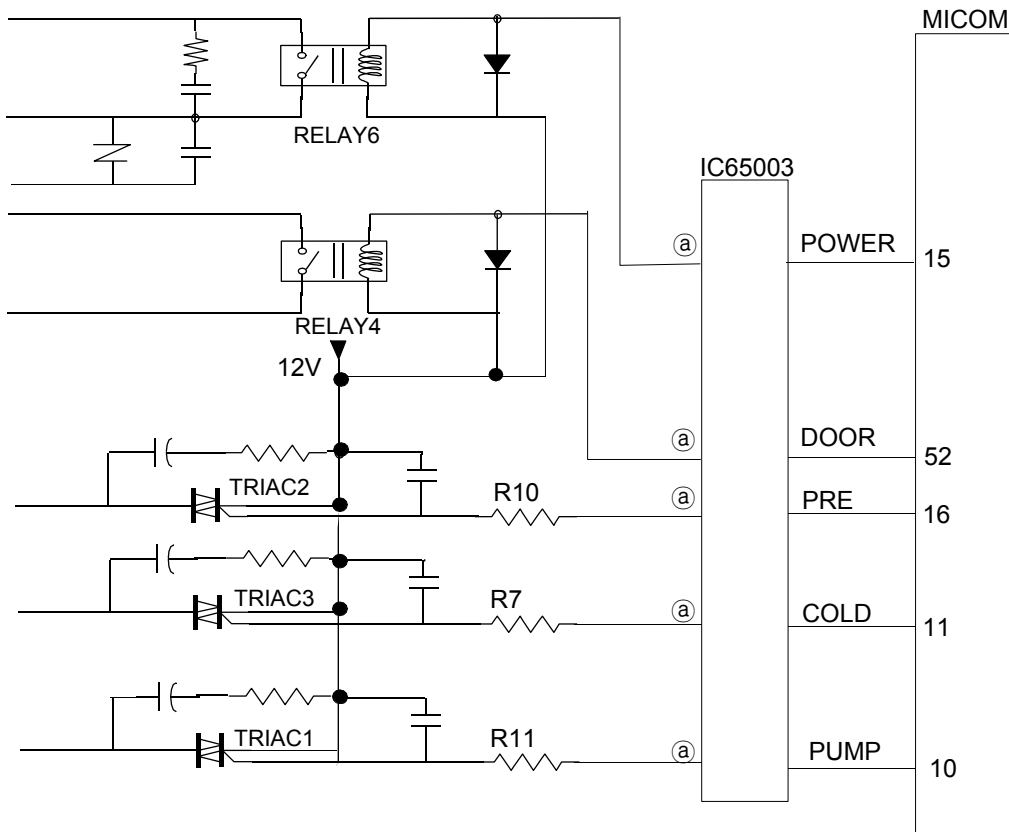 MICOM
RELAY6
IC65003
ⓐ
POWER
15
RELAY4
12V
ⓐ
DOOR
52
TRIAC2
R10
ⓐ
PRE
16
TRIAC3
R7
ⓐ
COLD
11
TRIAC1
R11
ⓐ
PUMP
10